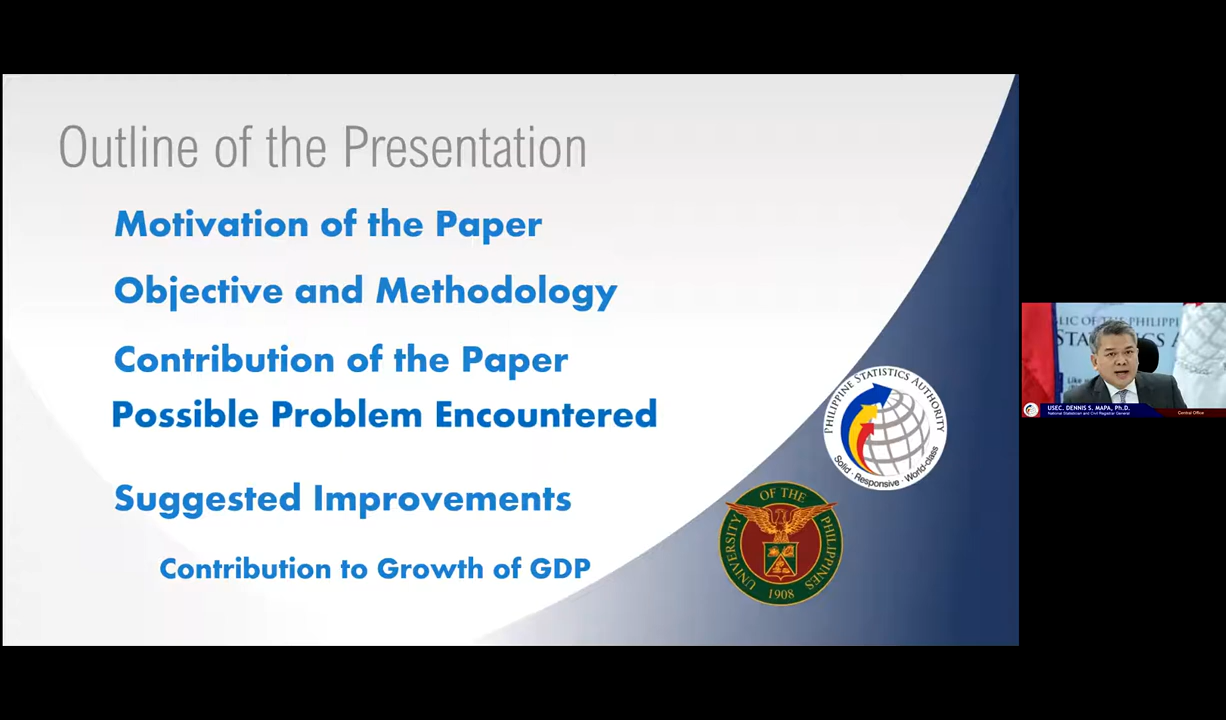 Outline of the Presentation
Motivation of the Paper
Objective and Methodology
Contribution of the Paper
Possible Problem Encountered
Suggested Improvements
Contribution to Growth of GDP
PHILIPPINE STATISTICS AUTHORITY
Solid · Responsive · World-class
UNIVERSITY OF THE PHILIPPINES
1908
USEC. DENNIS S. MAPA, Ph.D.
National Statistician and Civil Registrar General
Central Office